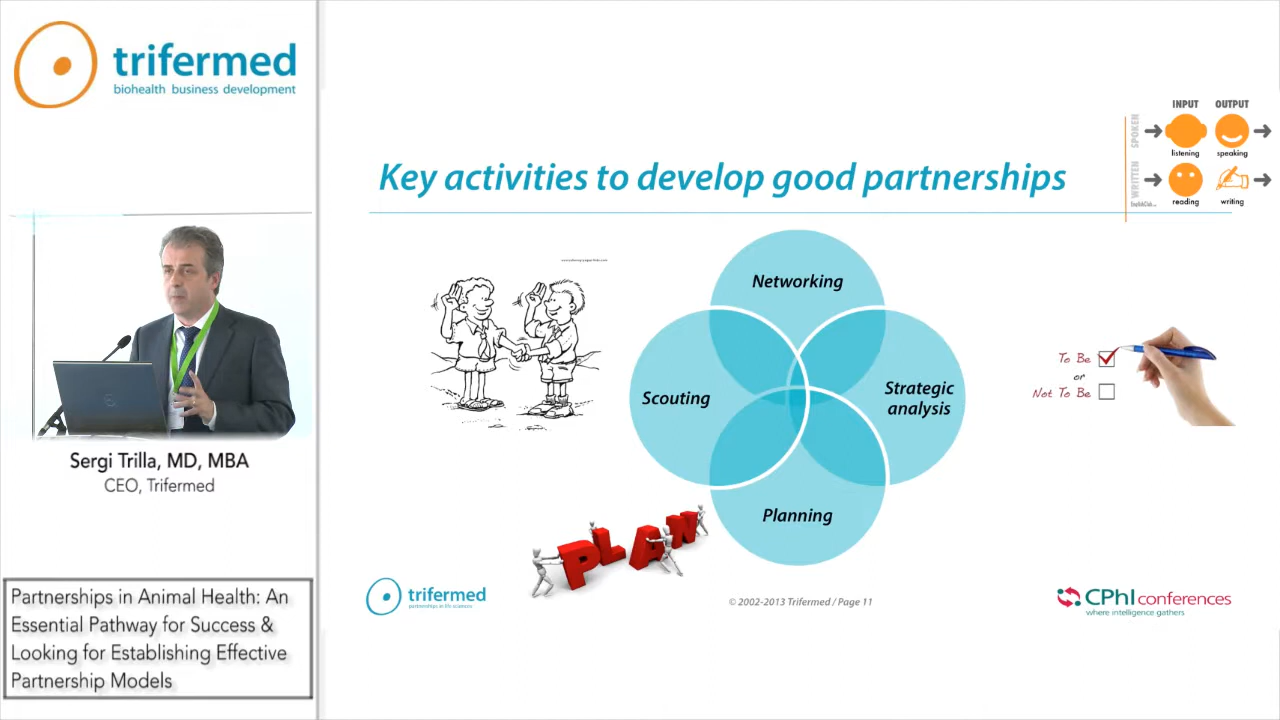 trifermed
biohealth business development
Sergi Trilla, MD, MBA
CEO, Trifermed
Partnerships in Animal Health: An
Essential Pathway for Success &
Looking for Establishing Effective
Partnership Models
Key activities to develop good partnerships
INPUT OUTPUT
SPOKEN
listening speaking
WRITTEN
reading writing
Networking
Scouting
Strategic
analysis
Planning
To Be
or
Not To Be
PLAN
trifermed
partnerships in life sciences
© 2002-2013 Trifermed / Page 11
CPhI conferences
where intelligence gathers